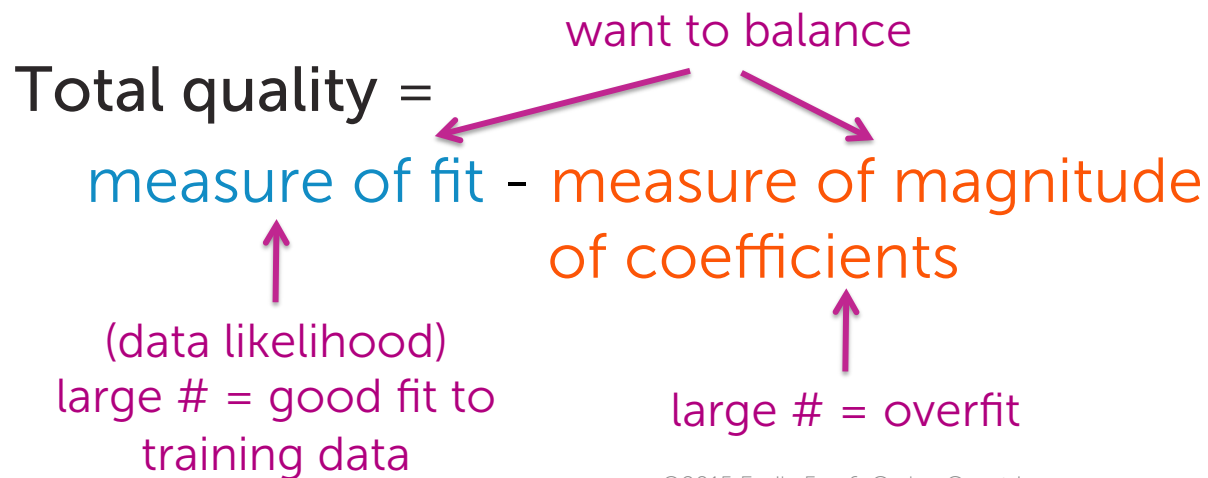 want to balance
Total quality =
measure of fit - measure of magnitude
of coefficients
(data likelihood)
large # = good fit to
training data
large # = overfit